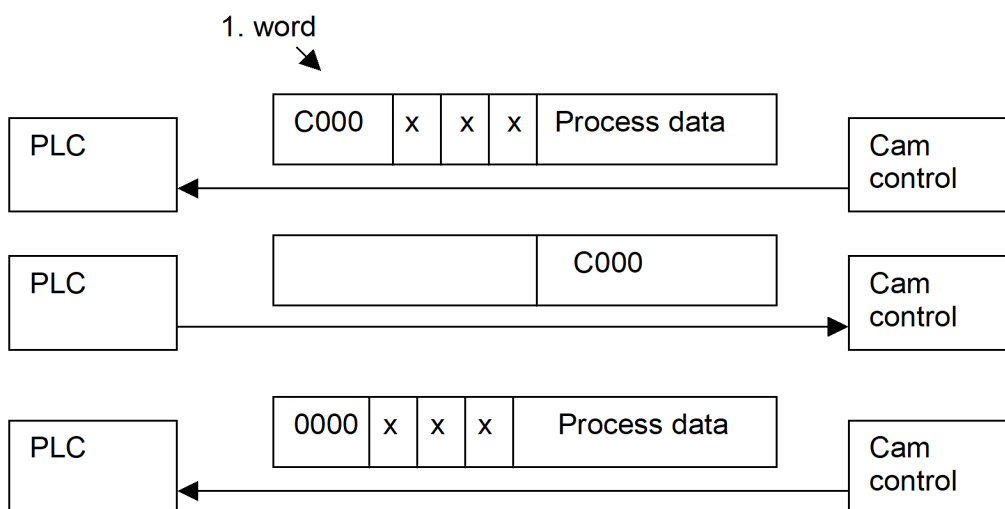 1. word
C000 x x x Process data
PLC
Cam
control
C000
PLC
Cam
control
0000 x x x Process data
PLC
Cam
control